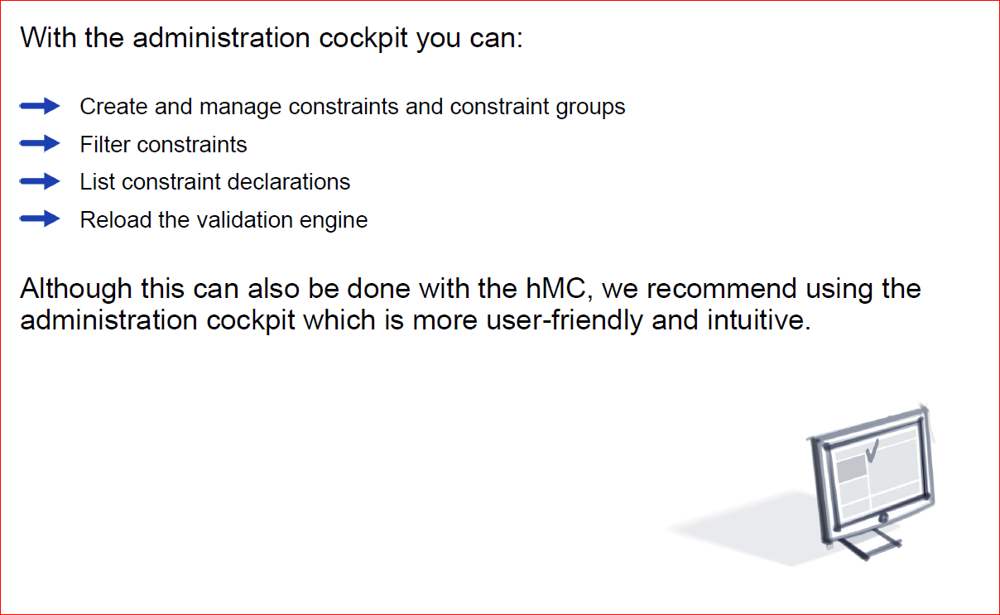 With the administration cockpit you can:
Create and manage constraints and constraint groups
Filter constraints
List constraint declarations
Reload the validation engine
Although this can also be done with the hMC, we recommend using the
administration cockpit which is more user-friendly and intuitive.